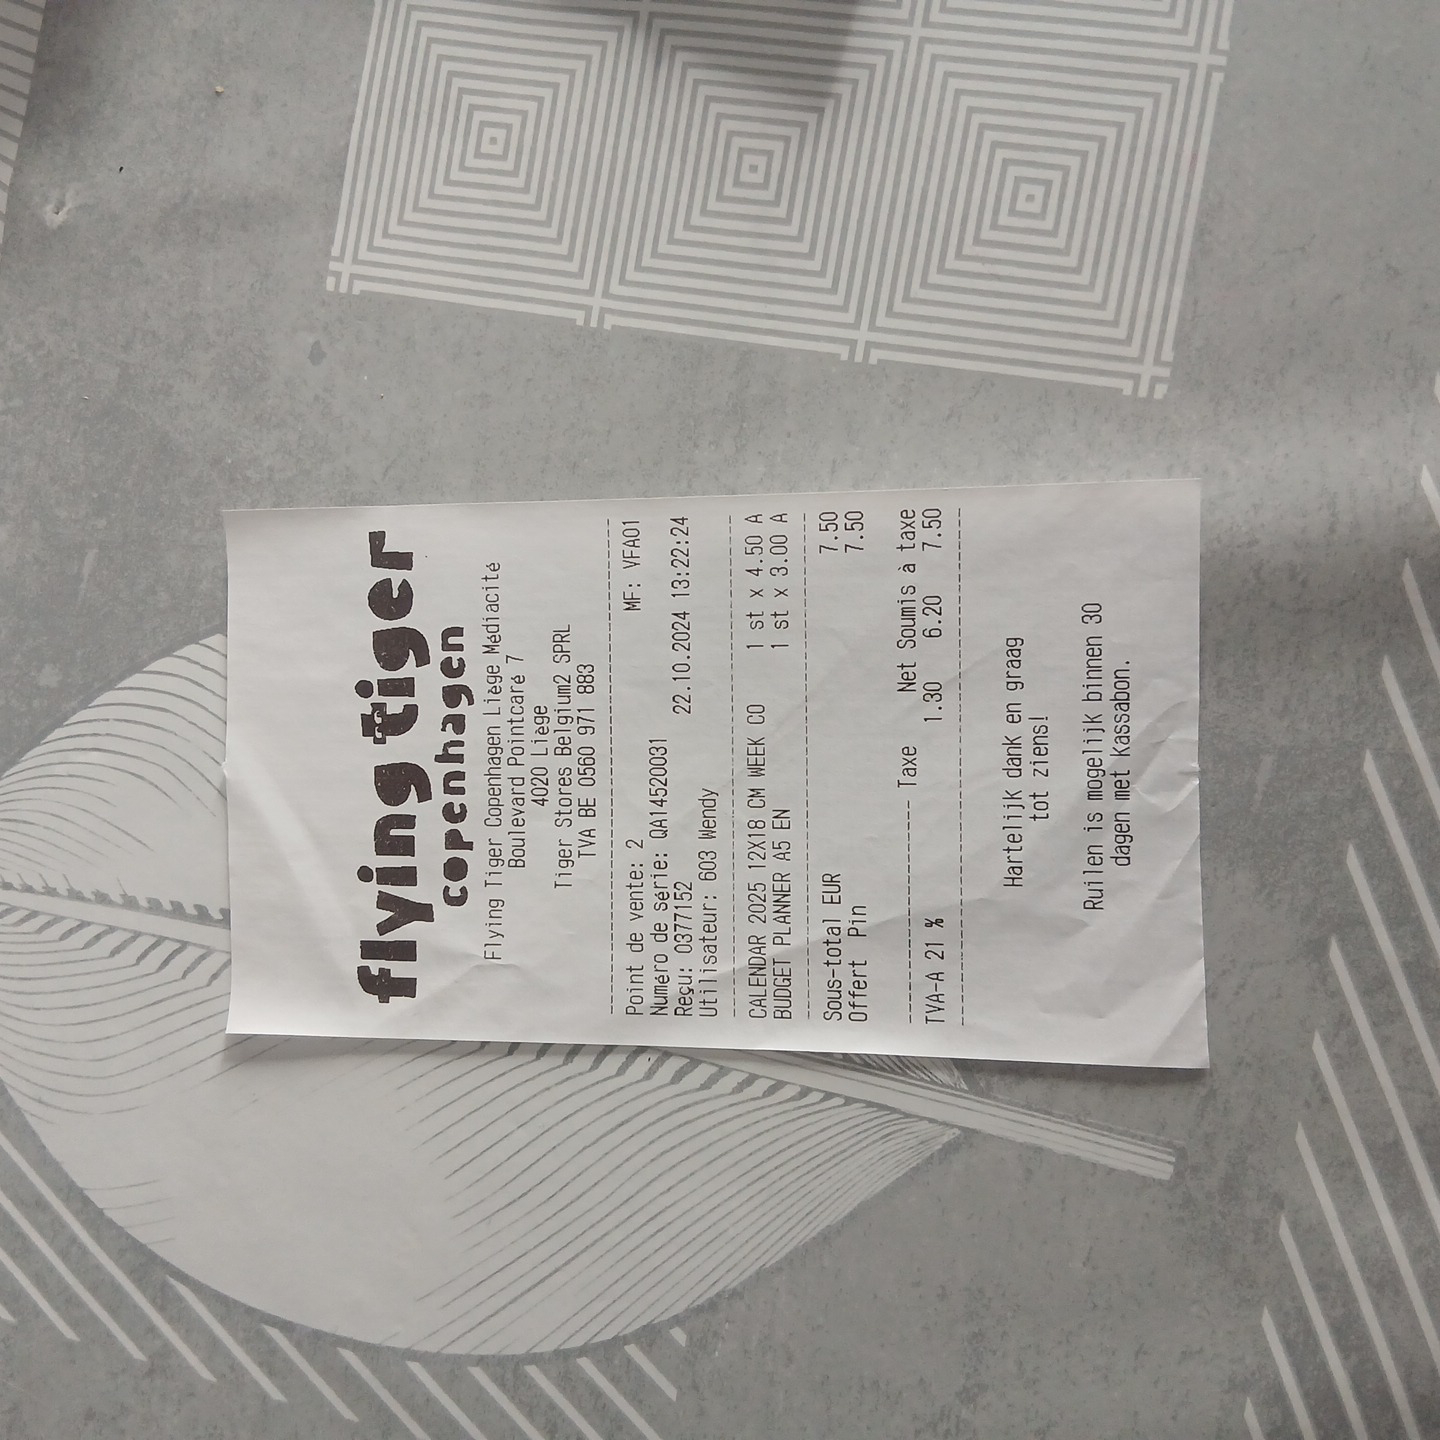 flying tiger
copenhagen
Flying Tiger Copenhagen Liège Médiacité
Boulevard Pointcaré 7
4020 Liège
Tiger Stores Belgium2 SPRL
TVA BE 0560 971 883
Point de vente: 2 MF: VFA01
Numéro de série: QA14520031
Reçu: 0377152 22.10.2024 13:22:24
Utilisateur: 603 Wendy
CALENDAR 2025 12X18 CM WEEK CO 1 st x 4.50 A
BUDGET PLANNER A5 EN 1 st x 3.00 A
Sous-total EUR 7.50
Offert Pin 7.50
Taxe Net Soumis à taxe
TVA-A 21 % 1.30 6.20 7.50
Hartelijk dank en graag
tot ziens!
Ruilen is mogelijk binnen 30
dagen met kassabon.